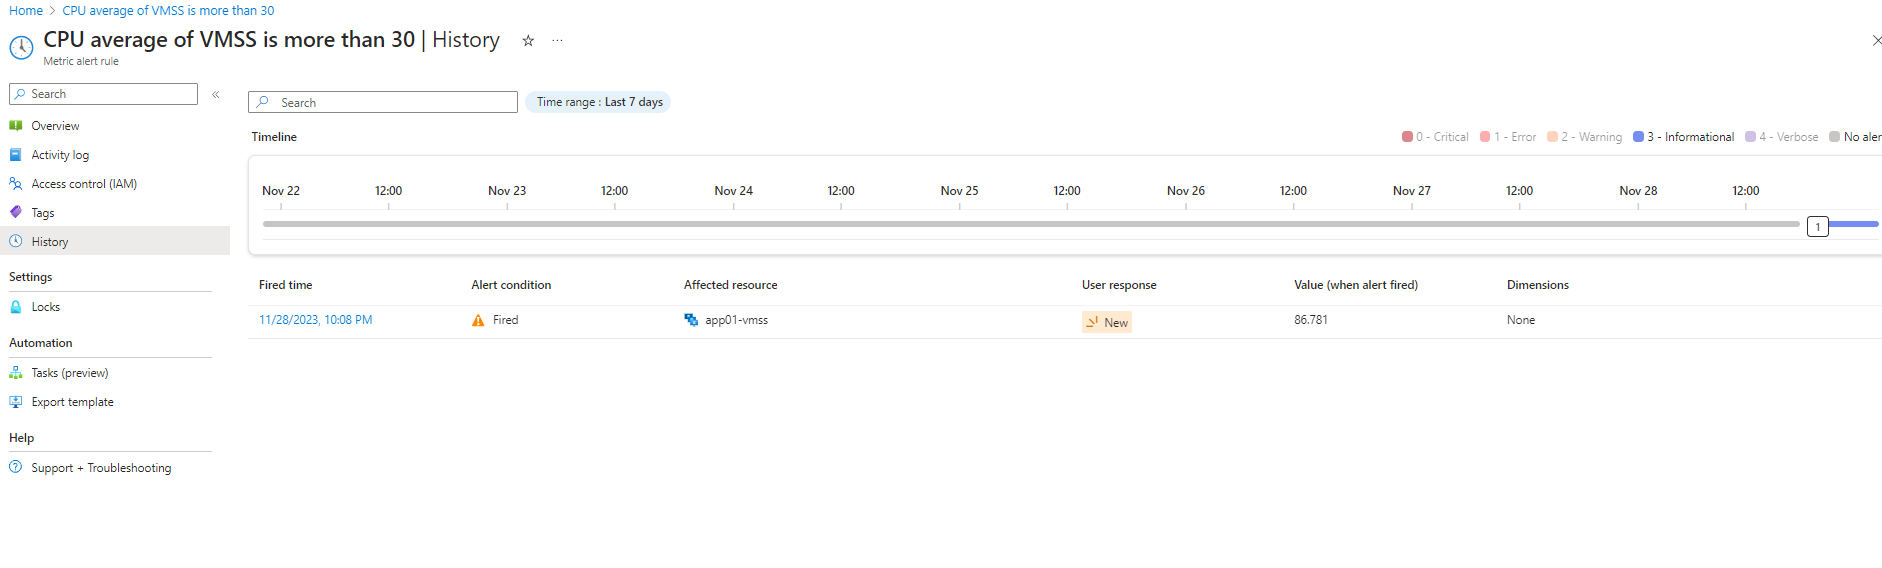 Home > CPU average of VMSS is more than 30
CPU average of VMSS is more than 30 | History
Metric alert rule
Search
Overview
Activity log
Access control (IAM)
Tags
History
Settings
Locks
Automation
Tasks (preview)
Export template
Help
Support + Troubleshooting
Search
Time range : Last 7 days
Timeline
0 - Critical 1 - Error 2 - Warning 3 - Informational 4 - Verbose No aler
Nov 22 12:00 Nov 23 12:00 Nov 24 12:00 Nov 25 12:00 Nov 26 12:00 Nov 27 12:00 Nov 28 12:00
1
Fired time Alert condition Affected resource User response Value (when alert fired) Dimensions
11/28/2023, 10:08 PM Fired app01-vmss New 86.781 None